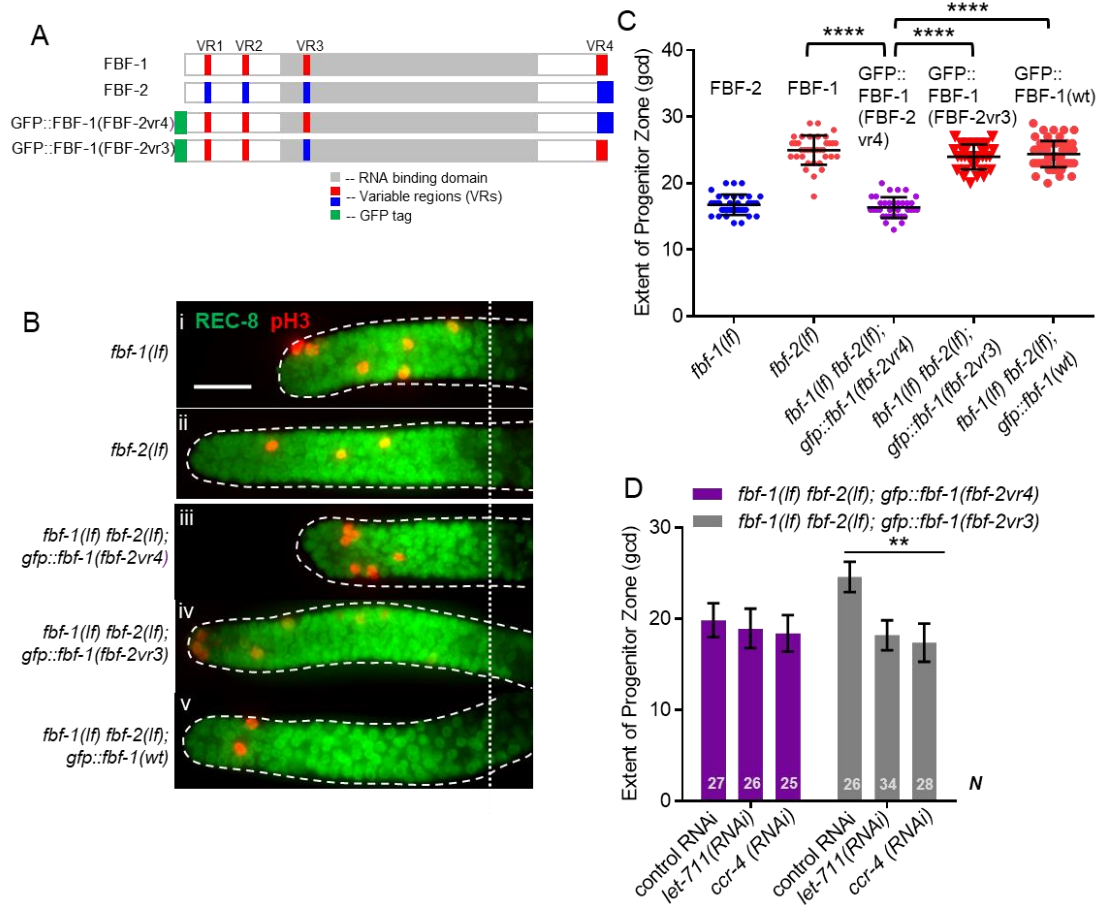 A
VR1 VR2 VR3 VR4
FBF-1
FBF-2
GFP::FBF-1(FBF-2vr4)
GFP::FBF-1(FBF-2vr3)
-- RNA binding domain
-- Variable regions (VRs)
-- GFP tag
B
i REC-8 pH3
fbf-1(lf)
ii
fbf-2(lf)
iii
fbf-1(lf) fbf-2(lf);
gfp::fbf-1(fbf-2vr4)
iv
fbf-1(lf) fbf-2(lf);
gfp::fbf-1(fbf-2vr3)
v
fbf-1(lf) fbf-2(lf);
gfp::fbf-1(wt)
C
Extent of Progenitor Zone (gcd)
40
30
20
10
0
****
**** ****
FBF-2
FBF-1
GFP::
FBF-1
(FBF-2
vr4)
GFP::
FBF-1
(FBF-2vr3)
GFP::
FBF-1(wt)
fbf-1(lf)
fbf-2(lf)
fbf-1(lf) fbf-2(lf);
gfp::fbf-1(fbf-2vr4)
fbf-1(lf) fbf-2(lf);
gfp::fbf-1(fbf-2vr3)
fbf-1(lf) fbf-2(lf);
gfp::fbf-1(wt)
D
fbf-1(lf) fbf-2(lf); gfp::fbf-1(fbf-2vr4)
fbf-1(lf) fbf-2(lf); gfp::fbf-1(fbf-2vr3)
Extent of Progenitor Zone (gcd)
30
20
10
0
**
27 26 25 26 34 28 N
control RNAi
let-711(RNAi)
ccr-4 (RNAi)
control RNAi
let-711(RNAi)
ccr-4 (RNAi)